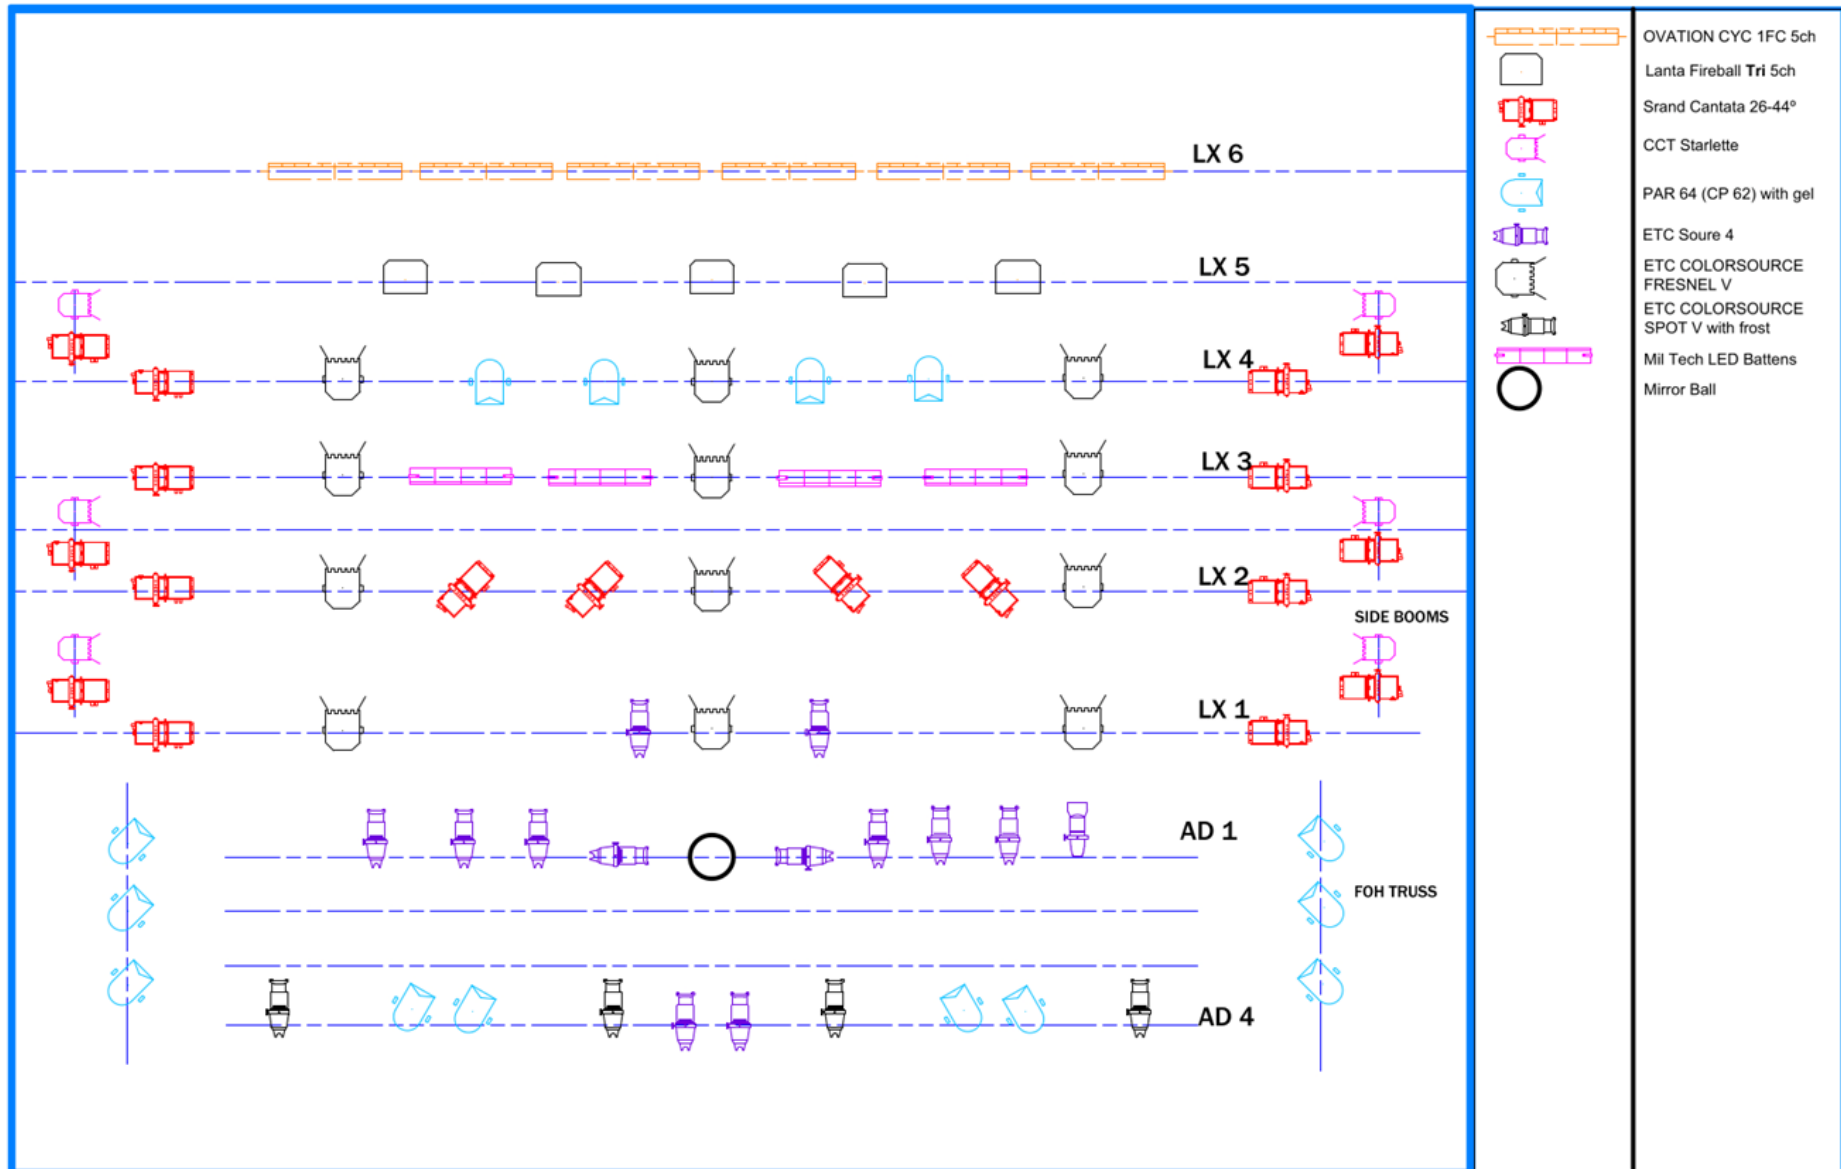 LX 6
LX 5
LX 4
LX 3
LX 2
SIDE BOOMS
LX 1
AD 1
FOH TRUSS
AD 4
OVATION CYC 1FC 5ch
Lanta Fireball Tri 5ch
Srand Cantata 26-44º
CCT Starlette
PAR 64 (CP 62) with gel
ETC Soure 4
ETC COLORSOURCE
FRESNEL V
ETC COLORSOURCE
SPOT V with frost
Mil Tech LED Battens
Mirror Ball